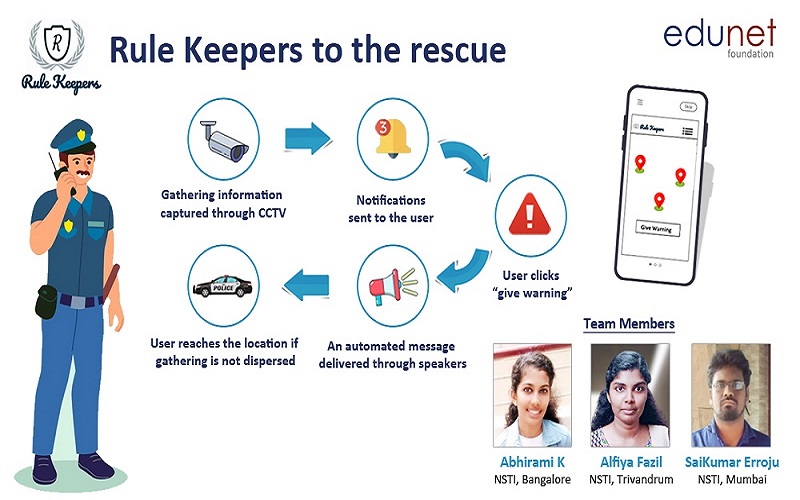 R
Rule Keepers
Rule Keepers to the rescue
edunet
foundation
Gathering information
captured through CCTV
3
Notifications
sent to the user
User clicks
“give warning”
An automated message
delivered through speakers
POLICE
User reaches the location if
gathering is not dispersed
Skip
Rule Keepers
Give Warning
Team Members
Abhirami K
NSTI, Bangalore
Alfiya Fazil
NSTI, Trivandrum
SaiKumar Erroju
NSTI, Mumbai